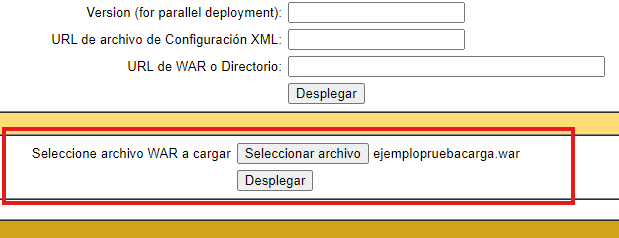 Version (for parallel deployment):
URL de archivo de Configuración XML:
URL de WAR o Directorio:
Desplegar
Seleccione archivo WAR a cargar Seleccionar archivo ejemplopruebacarga.war
Desplegar